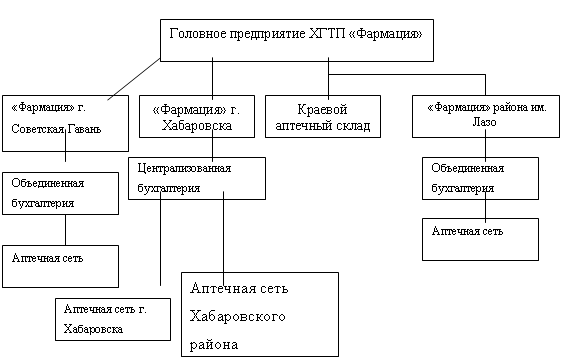 Головное предприятие ХГТП «Фармация»
«Фармация» г.
Советская Гавань
«Фармация» г.
Хабаровска
Краевой
аптечный склад
«Фармация» района им.
Лазо
Объединенная
бухгалтерия
Централизованная
бухгалтерия
Объединенная
бухгалтерия
Аптечная сеть
Аптечная сеть
Аптечная сеть г.
Хабаровска
Аптечная сеть
Хабаровского
района